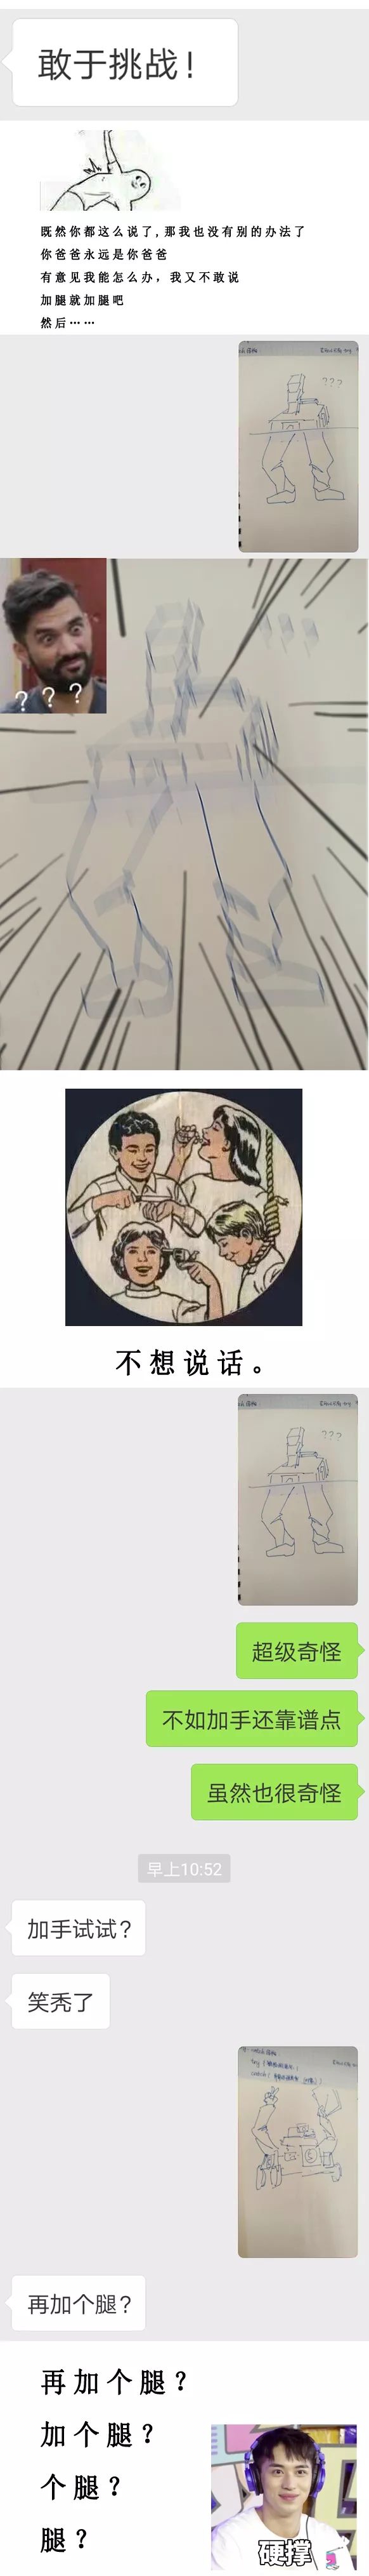 敢于挑战!
既然你都这么说了,那我也没有别的办法了
你爸爸永远是你爸爸
有意见我能怎么办,我又不敢说
加腿就加腿吧
然后……
???
? ? ?
不想说话。
???
超级奇怪
不如加手还靠谱点
虽然也很奇怪
早上10:52
加手试试?
笑秃了
再加个腿?
再加个腿?
加个腿?
个腿?
腿?
硬撑